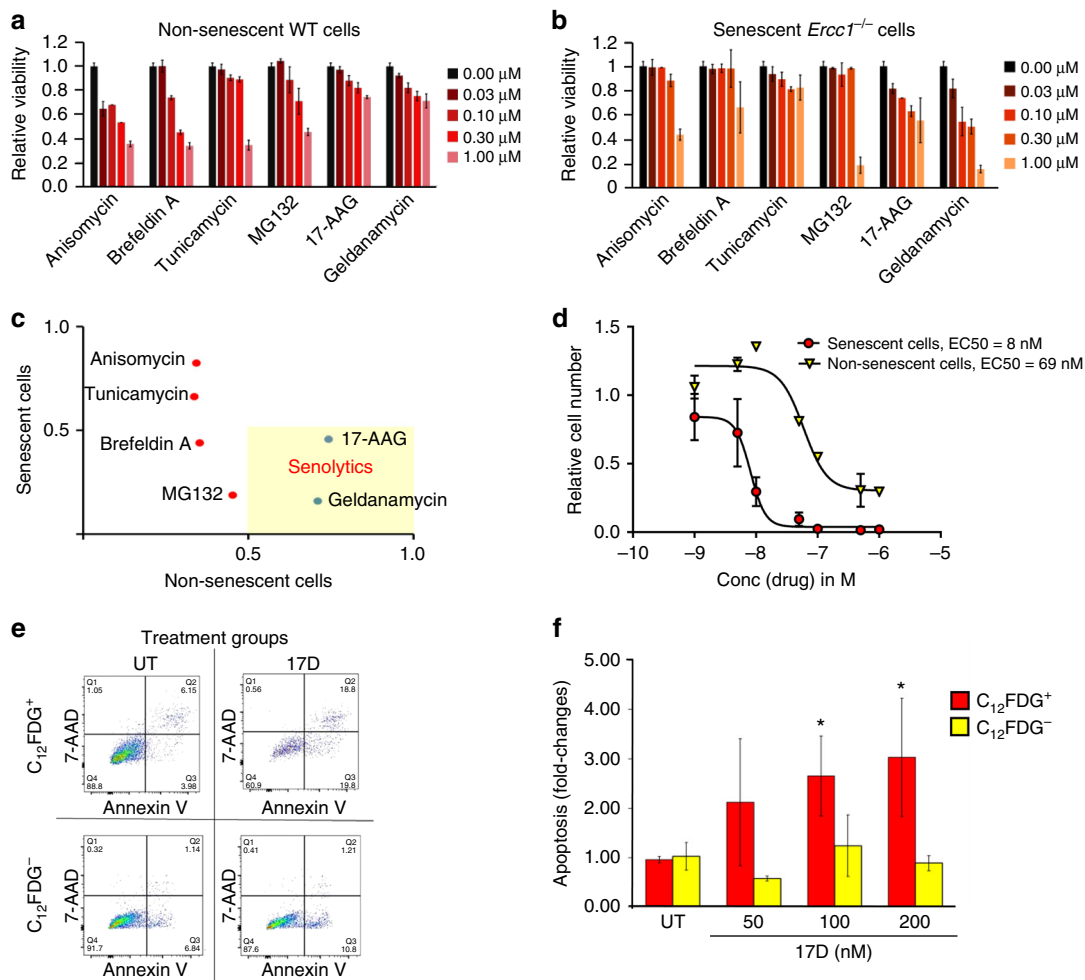 a
Non-senescent WT cells
Relative viability
1.2
1.0
0.8
0.6
0.4
0.2
0.0
0.00 µM
0.03 µM
0.10 µM
0.30 µM
1.00 µM
Anisomycin
Brefeldin A
Tunicamycin
MG132
17-AAG
Geldanamycin
b
Senescent Ercc1–/– cells
Relative viability
1.2
1.0
0.8
0.6
0.4
0.2
0
0.00 µM
0.03 µM
0.10 µM
0.30 µM
1.00 µM
Anisomycin
Brefeldin A
Tunicamycin
MG132
17-AAG
Geldanamycin
c
Senescent cells
1.0
0.5
Anisomycin
Tunicamycin
Brefeldin A
MG132
17-AAG
Senolytics
Geldanamycin
0.5
1.0
Non-senescent cells
d
Relative cell number
1.5
1.0
0.5
0.0
Senescent cells, EC50 = 8 nM
Non-senescent cells, EC50 = 69 nM
–10 –9 –8 –7 –6 –5
Conc (drug) in M
e
Treatment groups
UT
17D
C12FDG+
7-AAD
Q1
1.05
Q2
6.15
Q4
88.8
Q3
3.98
Annexin V
7-AAD
Q1
0.56
Q2
18.8
Q4
60.9
Q3
19.8
Annexin V
C12FDG–
7-AAD
Q1
0.32
Q2
1.14
Q4
91.7
Q3
6.84
Annexin V
7-AAD
Q1
0.41
Q2
1.21
Q4
87.6
Q3
10.8
Annexin V
f
Apoptosis (fold-changes)
5.00
4.00
3.00
2.00
1.00
0.00
*
*
C12FDG+
C12FDG–
UT 50 100 200
17D (nM)